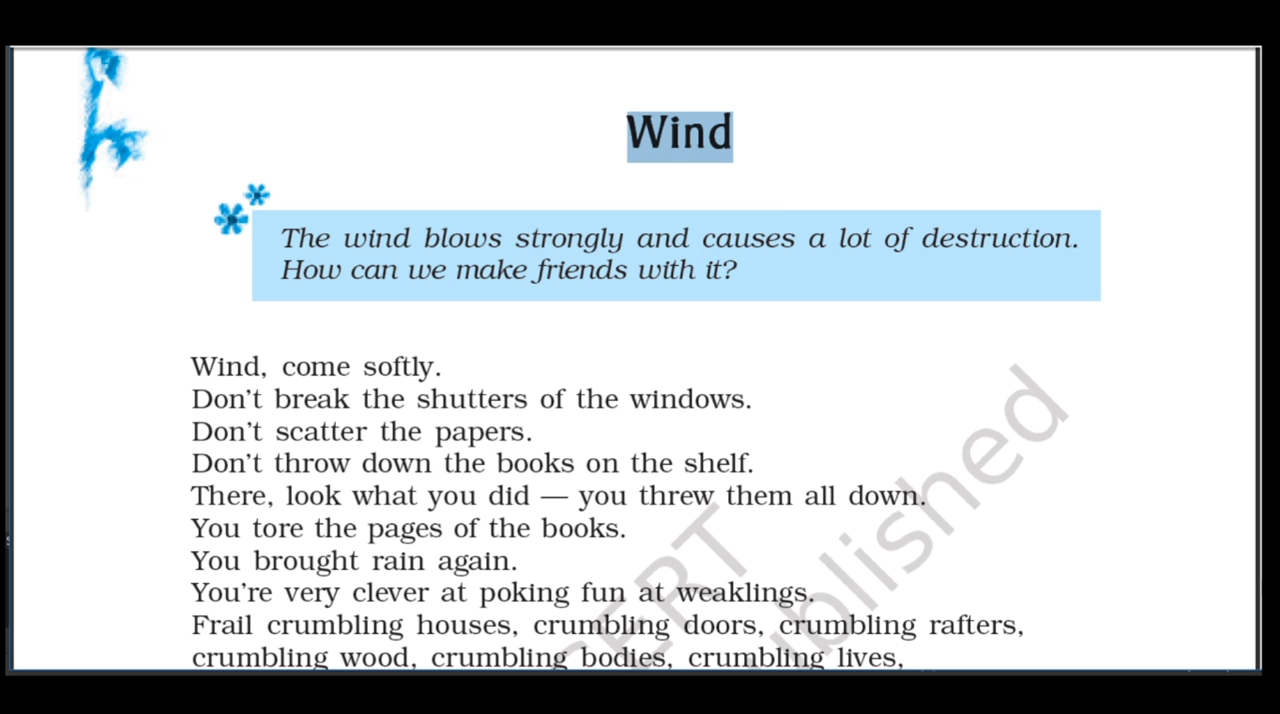 Wind
The wind blows strongly and causes a lot of destruction.
How can we make friends with it?
Wind, come softly.
Don't break the shutters of the windows.
Don't scatter the papers.
Don't throw down the books on the shelf.
There, look what you did — you threw them all down.
You tore the pages of the books.
You brought rain again.
You're very clever at poking fun at weaklings.
Frail crumbling houses, crumbling doors, crumbling rafters,
crumbling wood, crumbling bodies, crumbling lives,